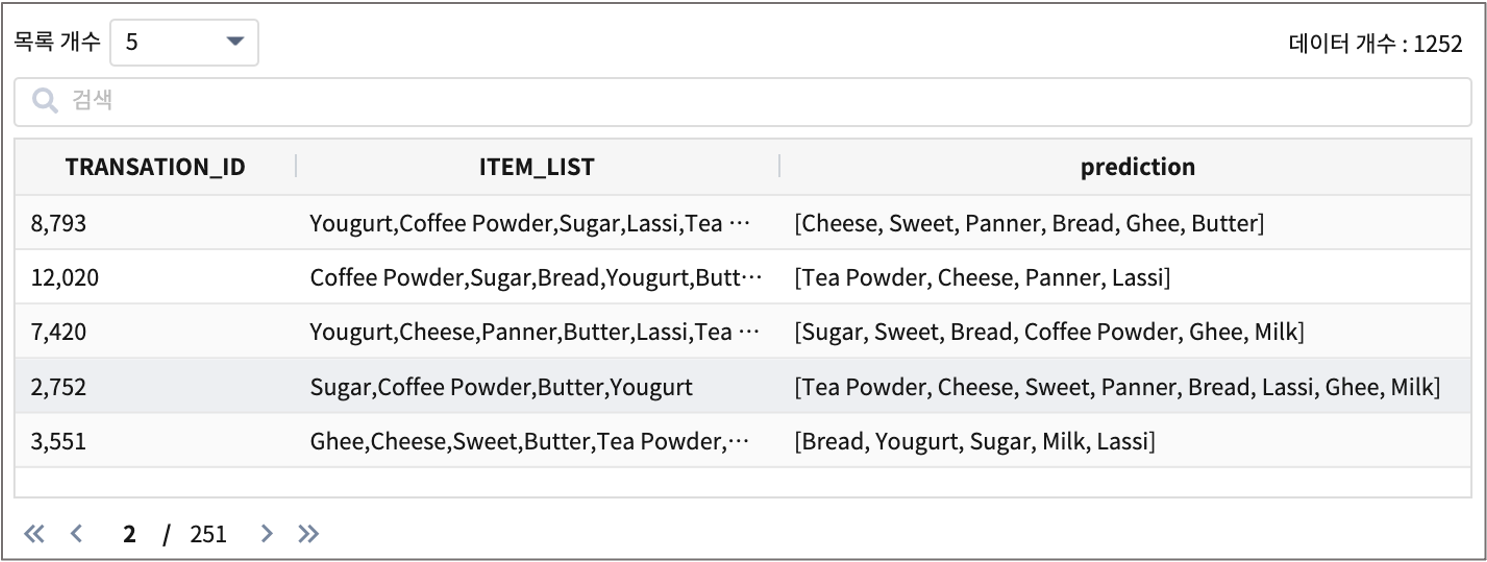 목록 개수 5 데이터 개수 : 1252
검색
TRANSATION_ID ITEM_LIST prediction
8,793 Yougurt,Coffee Powder,Sugar,Lassi,Tea ··· [Cheese, Sweet, Panner, Bread, Ghee, Butter]
12,020 Coffee Powder,Sugar,Bread,Yougurt,Butt··· [Tea Powder, Cheese, Panner, Lassi]
7,420 Yougurt,Cheese,Panner,Butter,Lassi,Tea ··· [Sugar, Sweet, Bread, Coffee Powder, Ghee, Milk]
2,752 Sugar,Coffee Powder,Butter,Yougurt [Tea Powder, Cheese, Sweet, Panner, Bread, Lassi, Ghee, Milk]
3,551 Ghee,Cheese,Sweet,Butter,Tea Powder,··· [Bread, Yougurt, Sugar, Milk, Lassi]
2 / 251